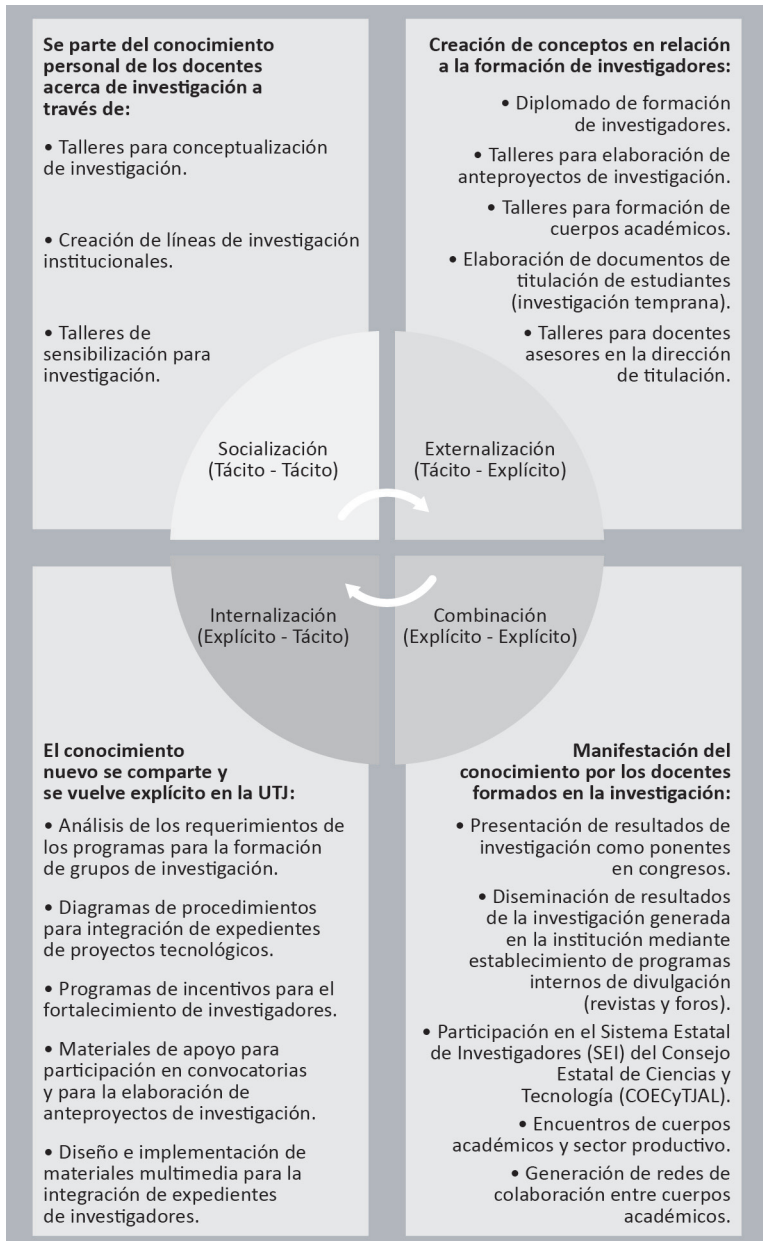 Se parte del conocimiento
personal de los docentes
acerca de investigación a
través de:
• Talleres para conceptualización
de investigación.
• Creación de líneas de investigación
institucionales.
• Talleres de
sensibilización para
investigación.
Creación de conceptos en relación
a la formación de investigadores:
• Diplomado de formación
de investigadores.
• Talleres para elaboración de
anteproyectos de investigación.
• Talleres para formación de
cuerpos académicos.
• Elaboración de documentos de
titulación de estudiantes
(investigación temprana).
• Talleres para docentes
asesores en la dirección
de titulación.
Socialización
(Tácito - Tácito)
Externalización
(Tácito - Explícito)
Internalización
(Explícito - Tácito)
Combinación
(Explícito - Explícito)
El conocimiento
nuevo se comparte y
se vuelve explícito en la UTJ:
• Análisis de los requerimientos de
los programas para la formación
de grupos de investigación.
• Diagramas de procedimientos
para integración de expedientes
de proyectos tecnológicos.
• Programas de incentivos para el
fortalecimiento de investigadores.
• Materiales de apoyo para
participación en convocatorias
y para la elaboración de
anteproyectos de investigación.
• Diseño e implementación de
materiales multimedia para la
integración de expedientes
de investigadores.
Manifestación del
conocimiento por los docentes
formados en la investigación:
• Presentación de resultados de
investigación como ponentes
en congresos.
• Diseminación de resultados
de la investigación generada
en la institución mediante
establecimiento de programas
internos de divulgación
(revistas y foros).
• Participación en el Sistema Estatal
de Investigadores (SEI) del Consejo
Estatal de Ciencias y
Tecnología (COECyTJAL).
• Encuentros de cuerpos
académicos y sector productivo.
• Generación de redes de
colaboración entre cuerpos
académicos.